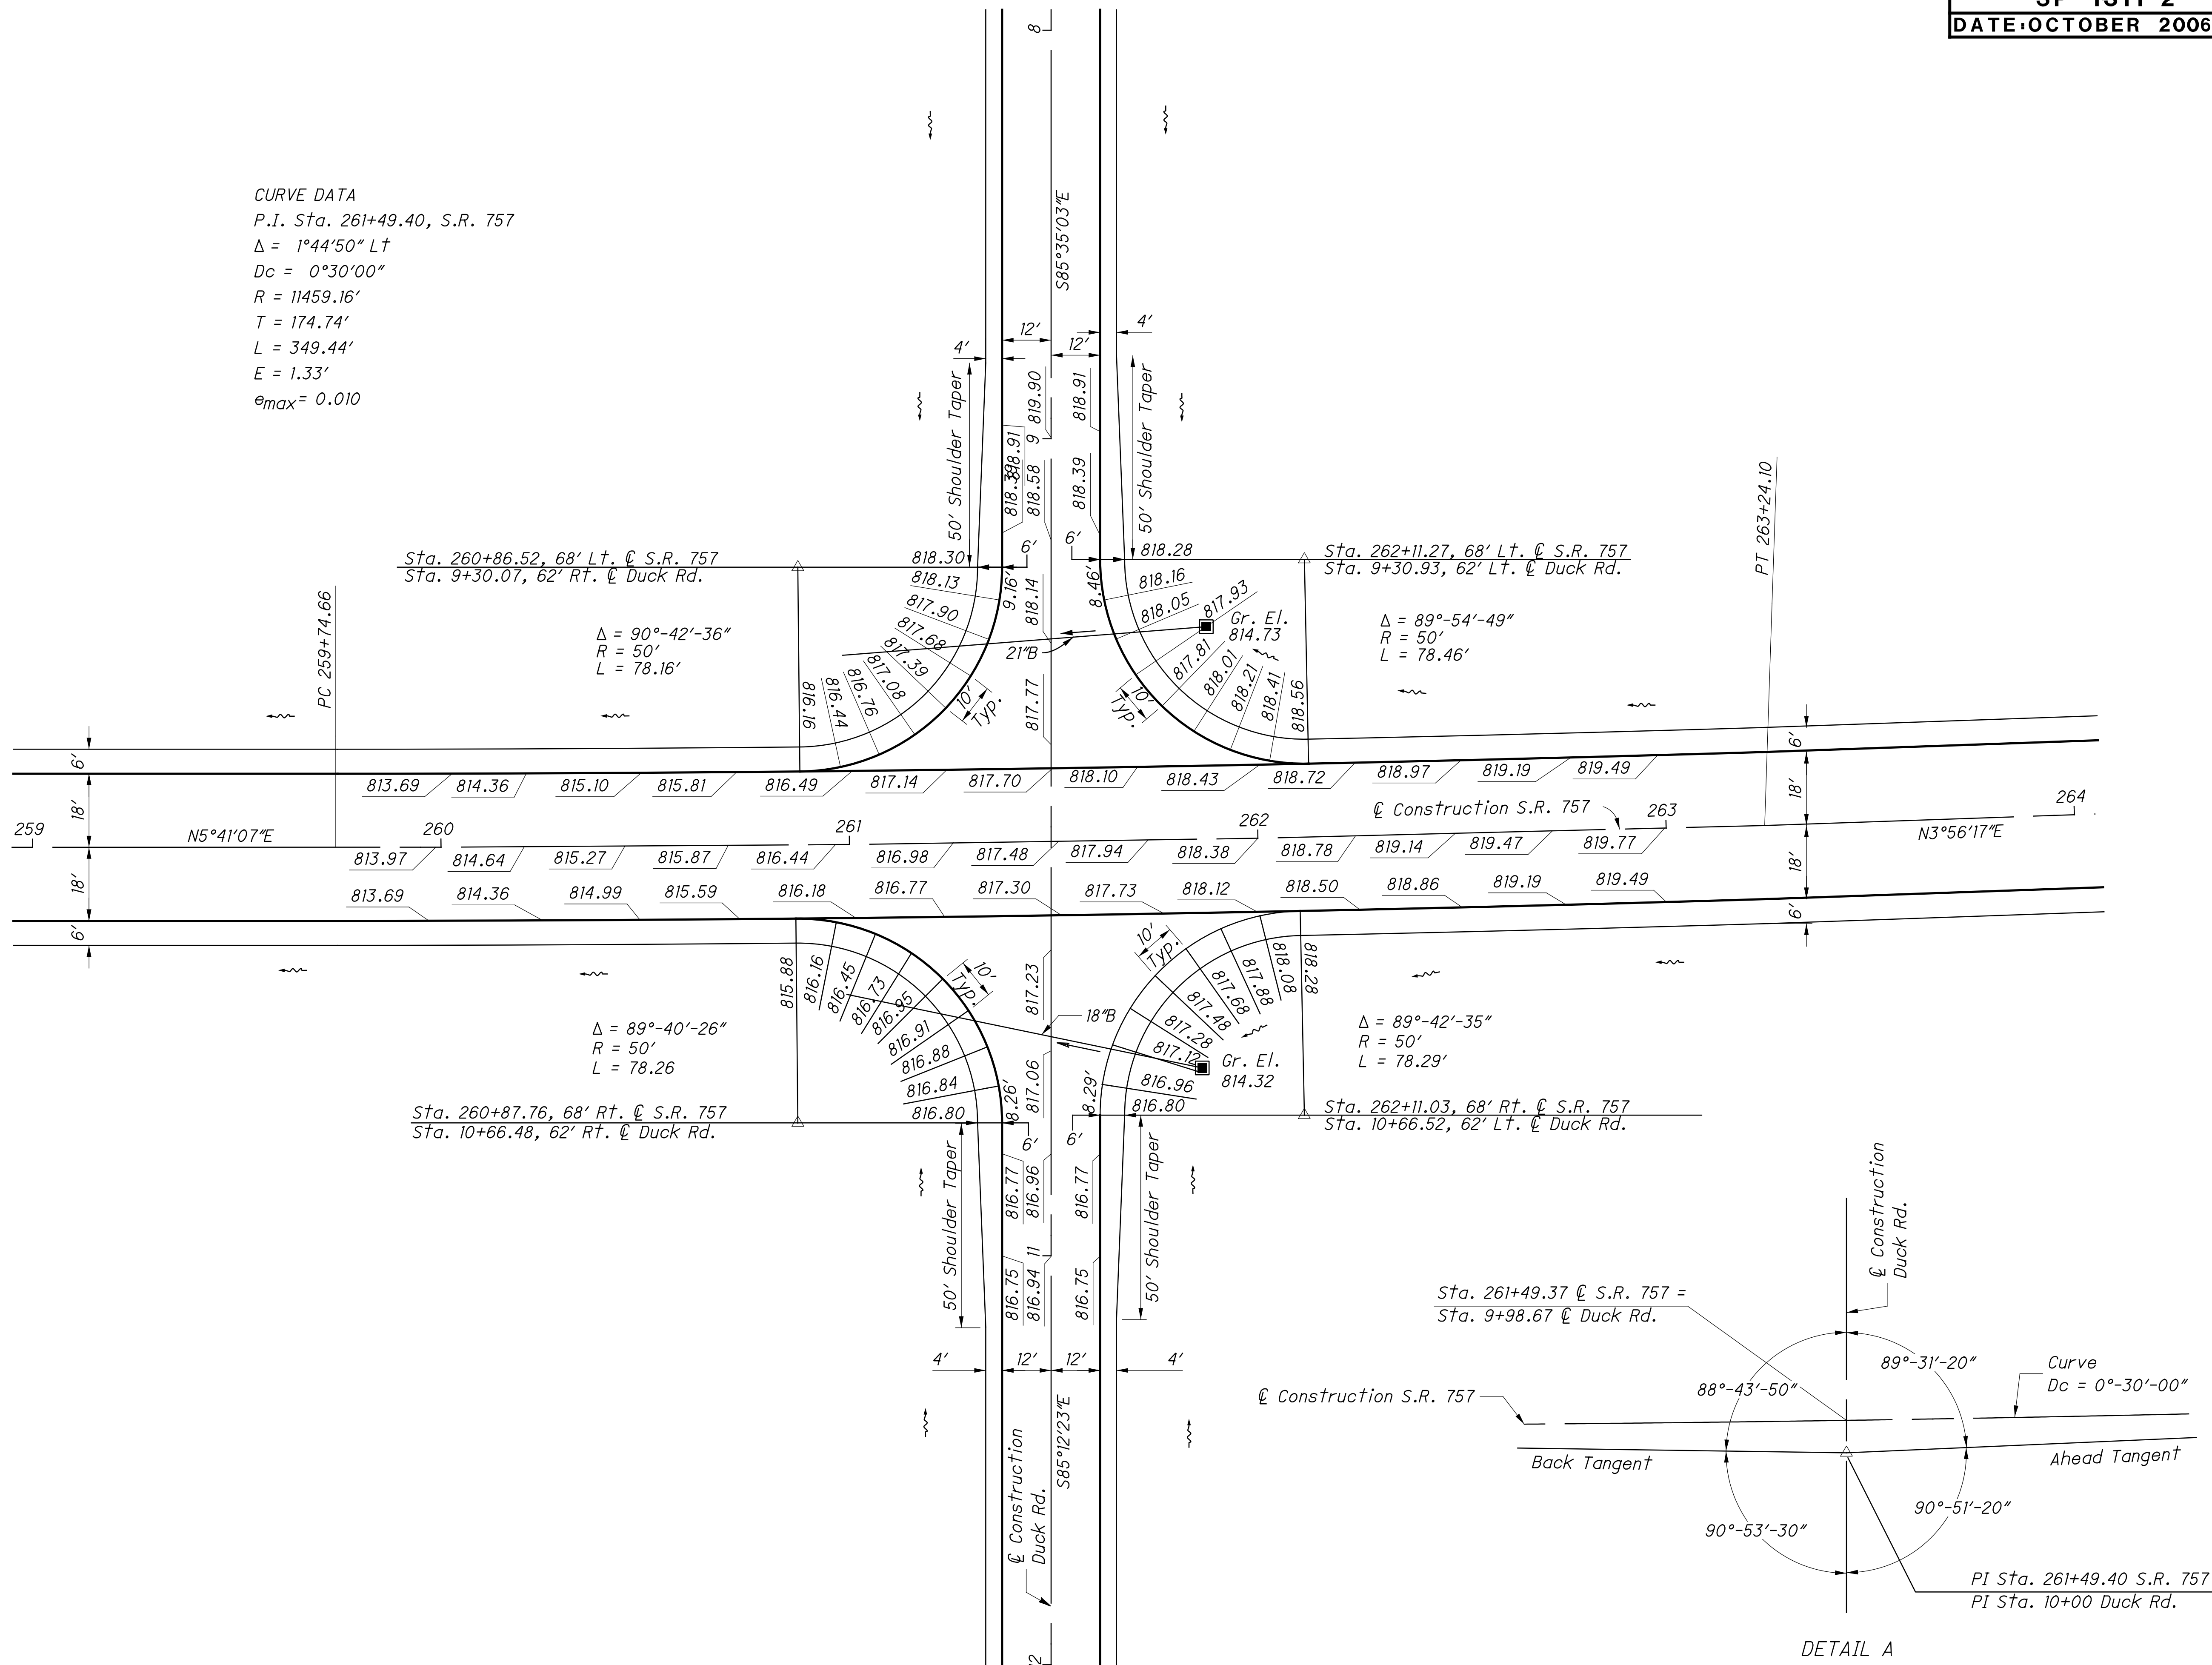 DATE:OCTOBER 2006
8
CURVE DATA
P.I. Sta. 261+49.40, S.R. 757
Δ = 1°44'50" Lt
Dc = 0°30'00"
R = 11459.16'
T = 174.74'
L = 349.44'
E = 1.33'
emax = 0.010
S85°35'03"E
12'
4'
4'
12'
50' Shoulder Taper
819.90
818.91
50' Shoulder Taper
9
818.91
818.39
818.58
818.39
PT 263+24.10
Sta. 260+86.52, 68' Lt. ℄ S.R. 757
Sta. 9+30.07, 62' Rt. ℄ Duck Rd.
818.30
6'
6'
818.28
Sta. 262+11.27, 68' Lt. ℄ S.R. 757
Sta. 9+30.93, 62' Lt. ℄ Duck Rd.
PC 259+74.66
818.13
817.90
817.68
817.39
817.08
816.76
816.44
816.16
9.16'
818.14
8.46'
818.16
818.05
817.93
Gr. El.
814.73
817.81
818.01
818.21
818.41
818.56
21"B
Δ = 90°-42'-36"
R = 50'
L = 78.16'
Δ = 89°-54'-49"
R = 50'
L = 78.46'
10'
Typ.
817.77
10'
Typ.
6'
813.69
814.36
815.10
815.81
816.49
817.14
817.70
818.10
818.43
818.72
818.97
819.19
819.49
6'
18'
18'
℄ Construction S.R. 757
259
N5°41'07"E
260
261
262
263
264
N3°56'17"E
813.97
814.64
815.27
815.87
816.44
816.98
817.48
817.94
818.38
818.78
819.14
819.47
819.77
18'
18'
813.69
814.36
814.99
815.59
816.18
816.77
817.30
817.73
818.12
818.50
818.86
819.19
819.49
6'
6'
815.88
816.16
816.45
816.73
816.95
816.91
816.88
816.84
816.80
10'
Typ.
817.23
10'
Typ.
818.28
818.08
817.88
817.68
817.48
817.28
817.12
816.96
816.80
18"B
Gr. El.
814.32
Δ = 89°-40'-26"
R = 50'
L = 78.26
Δ = 89°-42'-35"
R = 50'
L = 78.29'
8.26'
817.06
8.29'
Sta. 260+87.76, 68' Rt. ℄ S.R. 757
Sta. 10+66.48, 62' Rt. ℄ Duck Rd.
Sta. 262+11.03, 68' Rt. ℄ S.R. 757
Sta. 10+66.52, 62' Lt. ℄ Duck Rd.
6'
6'
50' Shoulder Taper
816.77
816.96
816.77
50' Shoulder Taper
11
816.75
816.94
816.75
4'
12'
12'
4'
℄ Construction
Duck Rd.
S85°12'23"E
℄ Construction
Duck Rd.
Sta. 261+49.37 ℄ S.R. 757 =
Sta. 9+98.67 ℄ Duck Rd.
88°-43'-50"
89°-31'-20"
Curve
Dc = 0°-30'-00"
℄ Construction S.R. 757
Back Tangent
Ahead Tangent
90°-53'-30"
90°-51'-20"
PI Sta. 261+49.40 S.R. 757
PI Sta. 10+00 Duck Rd.
DETAIL A